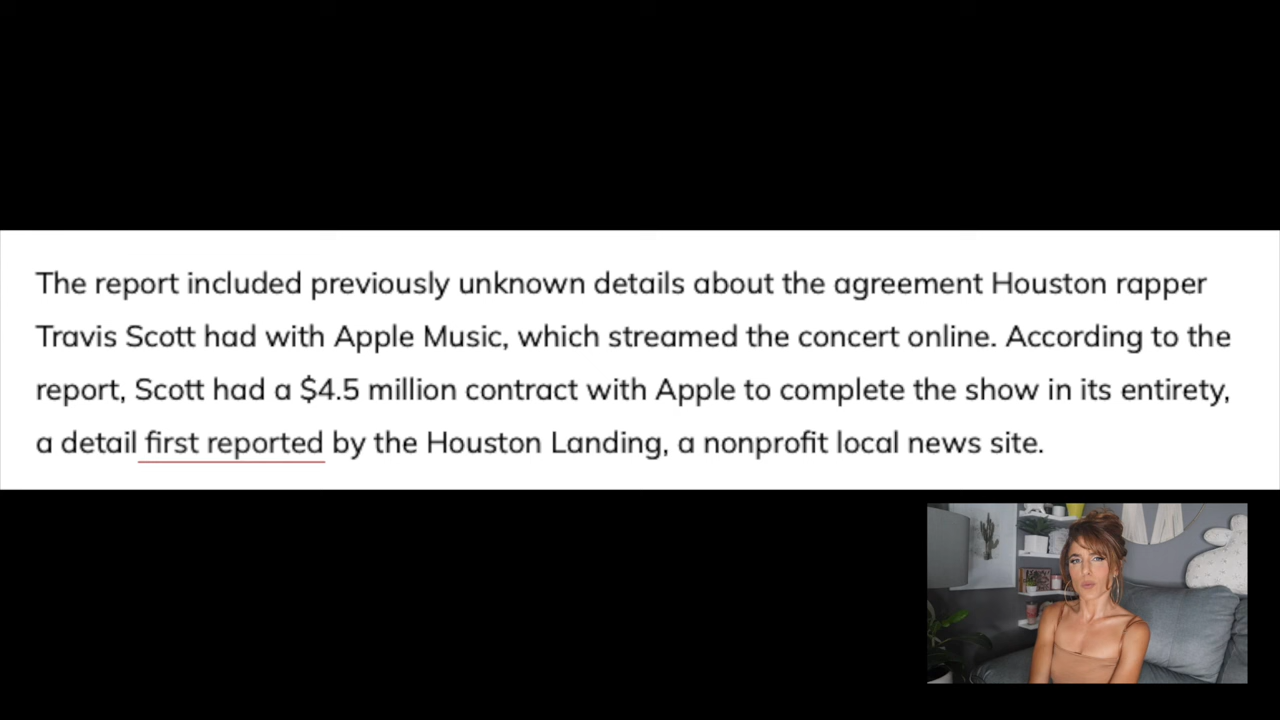 The report included previously unknown details about the agreement Houston rapper
Travis Scott had with Apple Music, which streamed the concert online. According to the
report, Scott had a $4.5 million contract with Apple to complete the show in its entirety,
a detail first reported by the Houston Landing, a nonprofit local news site.